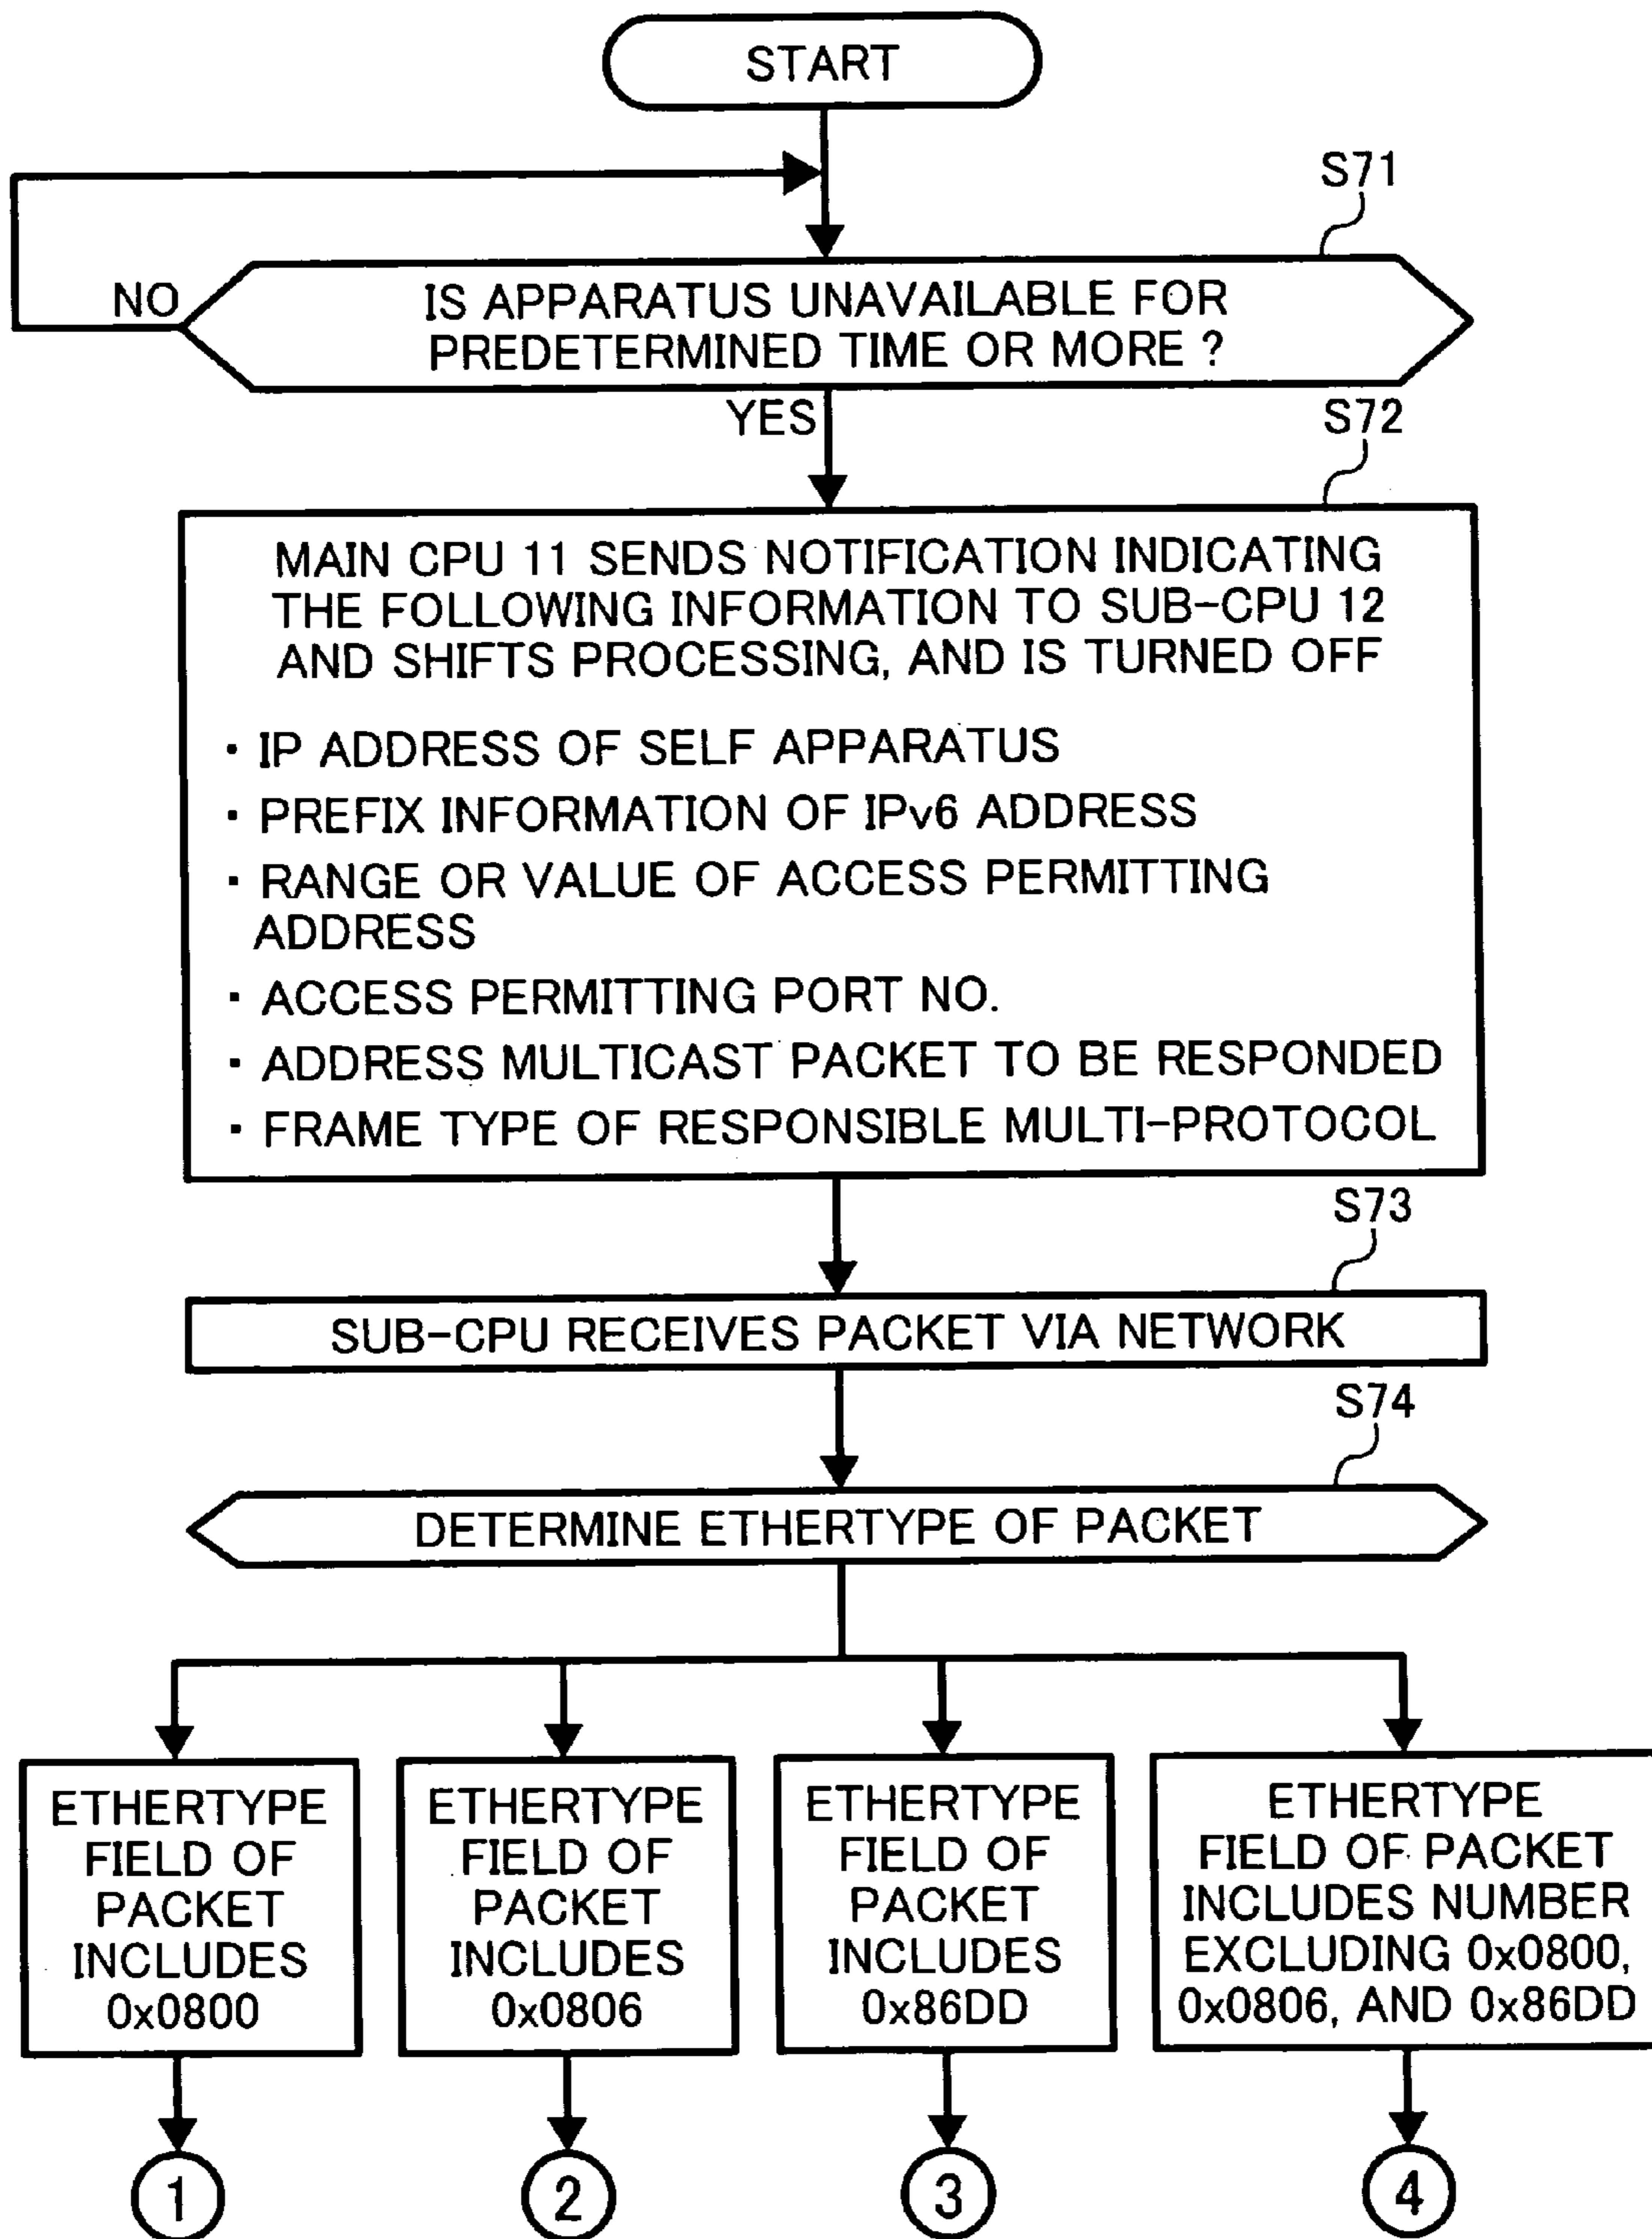 START
S71
NO
IS APPARATUS UNAVAILABLE FOR
PREDETERMINED TIME OR MORE ?
YES
S72
MAIN CPU 11 SENDS NOTIFICATION INDICATING
THE FOLLOWING INFORMATION TO SUB-CPU 12
AND SHIFTS PROCESSING, AND IS TURNED OFF
・IP ADDRESS OF SELF APPARATUS
・PREFIX INFORMATION OF IPv6 ADDRESS
・RANGE OR VALUE OF ACCESS PERMITTING
ADDRESS
・ACCESS PERMITTING PORT NO.
・ADDRESS MULTICAST PACKET TO BE RESPONDED
・FRAME TYPE OF RESPONSIBLE MULTI-PROTOCOL
S73
SUB-CPU RECEIVES PACKET VIA NETWORK
S74
DETERMINE ETHERTYPE OF PACKET
ETHERTYPE
FIELD OF
PACKET
INCLUDES
0x0800
ETHERTYPE
FIELD OF
PACKET
INCLUDES
0x0806
ETHERTYPE
FIELD OF
PACKET
INCLUDES
0x86DD
ETHERTYPE
FIELD OF PACKET
INCLUDES NUMBER
EXCLUDING 0x0800,
0x0806, AND 0x86DD
1
2
3
4